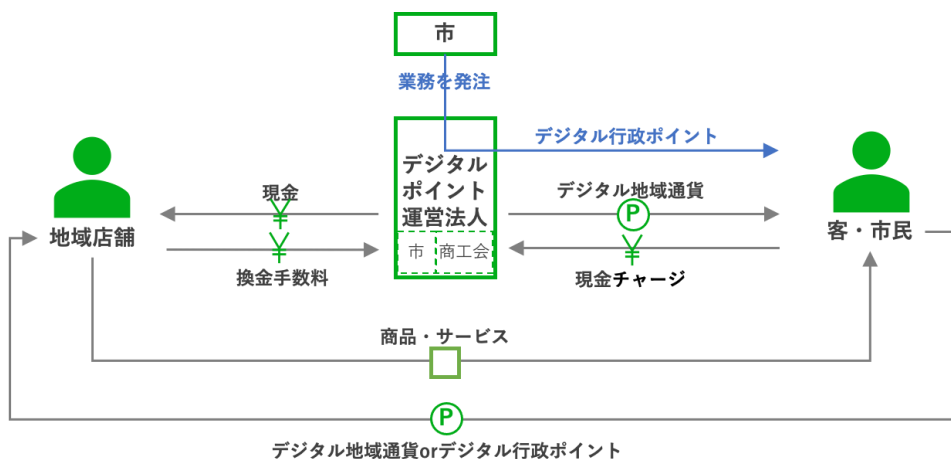 市
業務を発注
デジタル行政ポイント
デジタル
ポイント
運営法人
市
商工会
現金
¥
換金手数料
¥
デジタル地域通貨
P
現金チャージ
¥
地域店舗
客・市民
商品・サービス
P
デジタル地域通貨orデジタル行政ポイント